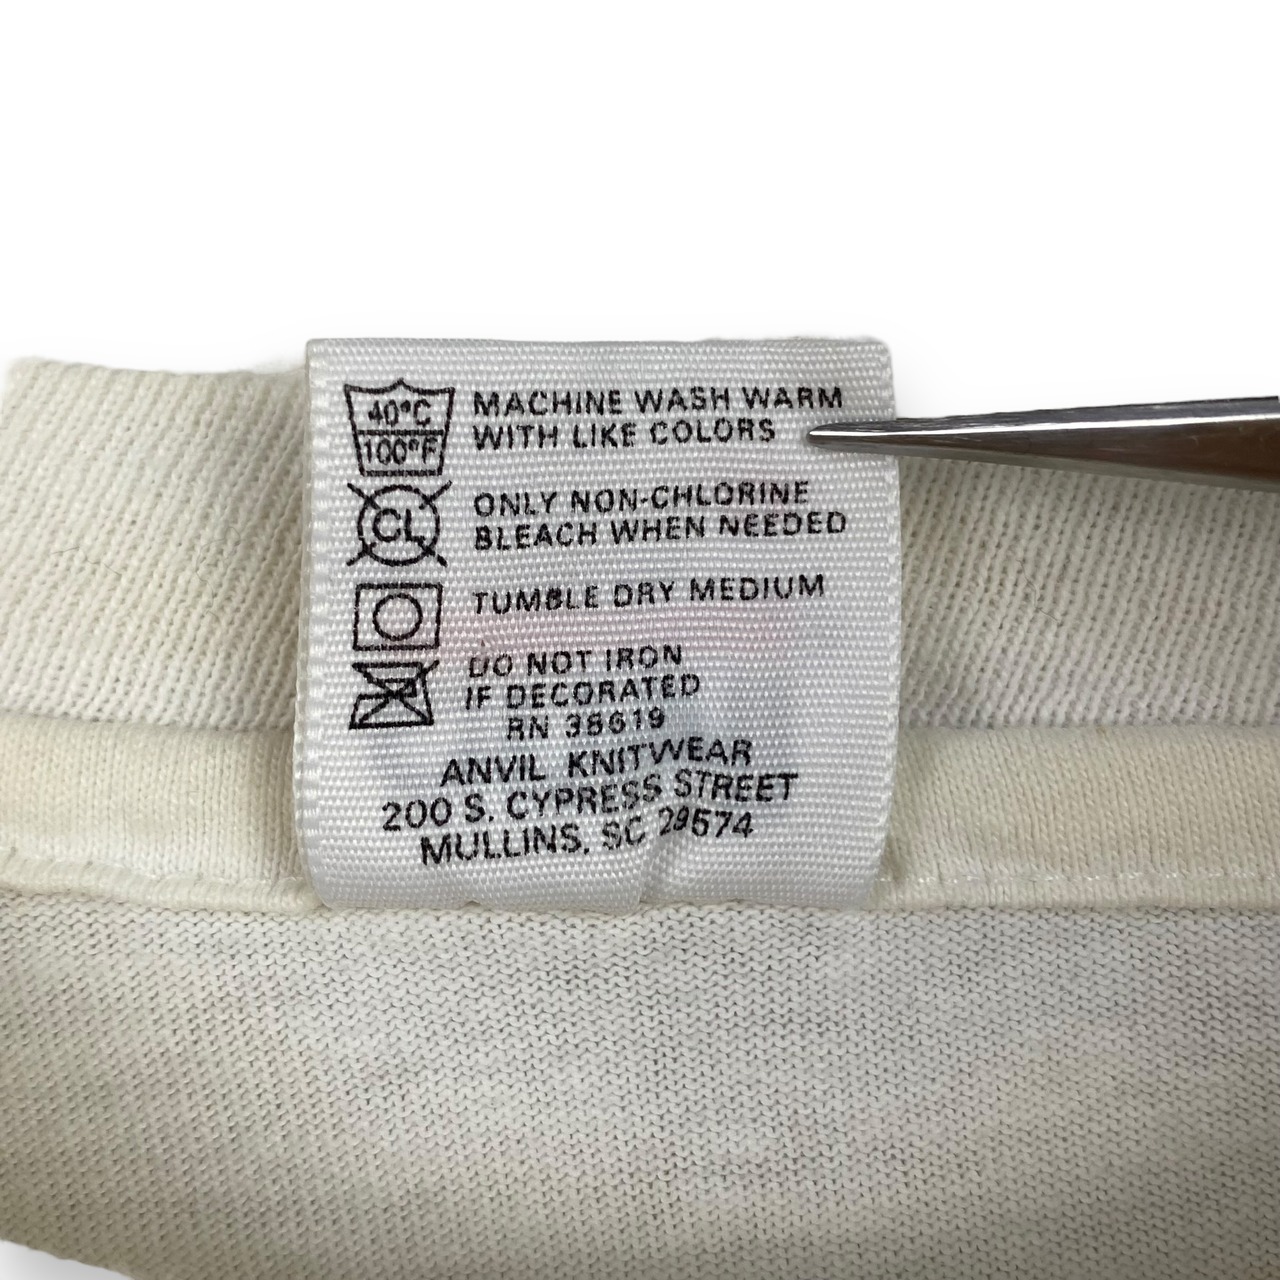 40°C
100°F
MACHINE WASH WARM
WITH LIKE COLORS
CL
ONLY NON-CHLORINE
BLEACH WHEN NEEDED
TUMBLE DRY MEDIUM
DO NOT IRON
IF DECORATED
RN 36619
ANVIL KNITWEAR
200 S. CYPRESS STREET
MULLINS, SC 29574